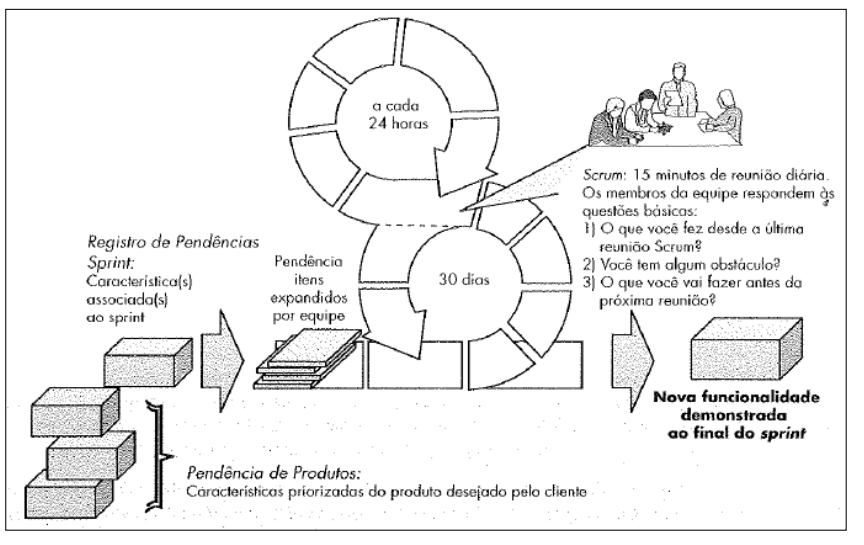 a cada
24 horas
Scrum: 15 minutos de reunião diária.
Os membros da equipe respondem às
questões básicas:
1) O que você fez desde a última
reunião Scrum?
2) Você tem algum obstáculo?
3) O que você vai fazer antes da
próxima reunião?
Registro de Pendências
Sprint:
Característica(s)
associada(s)
ao sprint
Pendência
itens
expandidos
por equipe
30 dias
Nova funcionalidade
demonstrada
ao final do sprint
Pendência de Produtos:
Características priorizadas do produto desejado pelo cliente